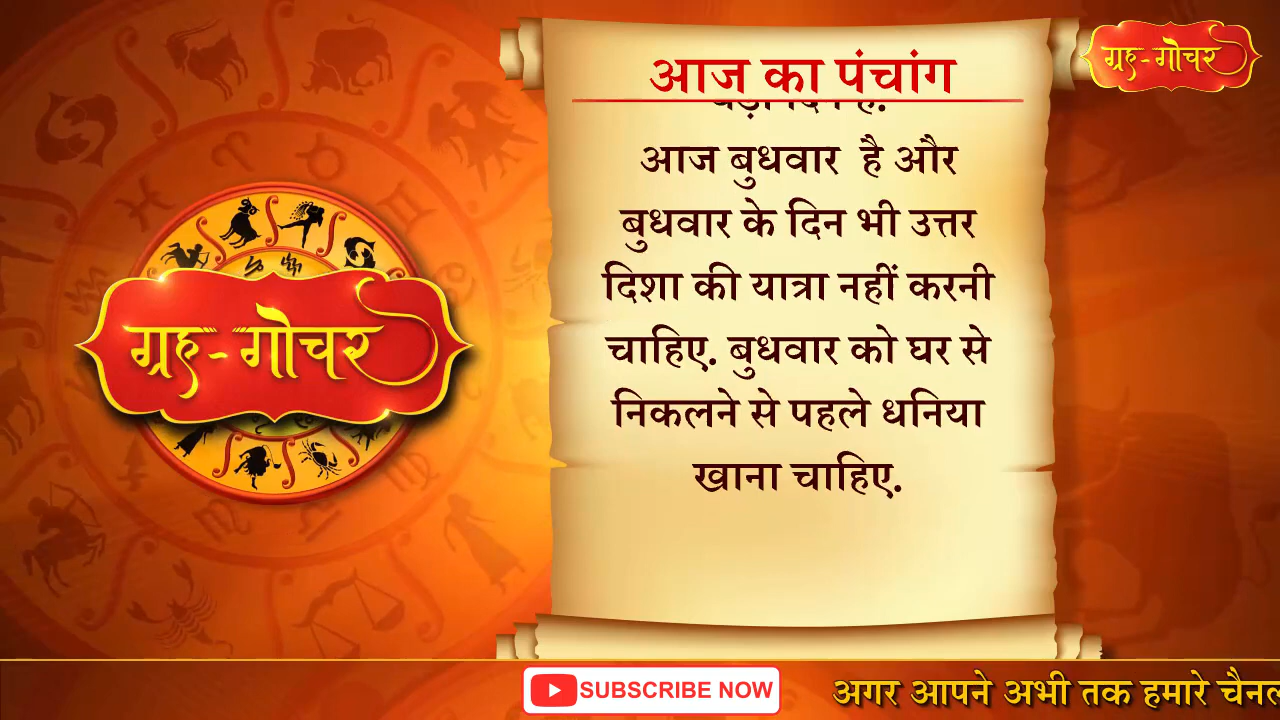 आज का पंचांग
ग्रह-गोचर
है.
आज बुधवार है और
बुधवार के दिन भी उत्तर
दिशा की यात्रा नहीं करनी
चाहिए. बुधवार को घर से
निकलने से पहले धनिया
खाना चाहिए.
ग्रह-गोचर
SUBSCRIBE NOW
अगर आपने अभी तक हमारे चैनल